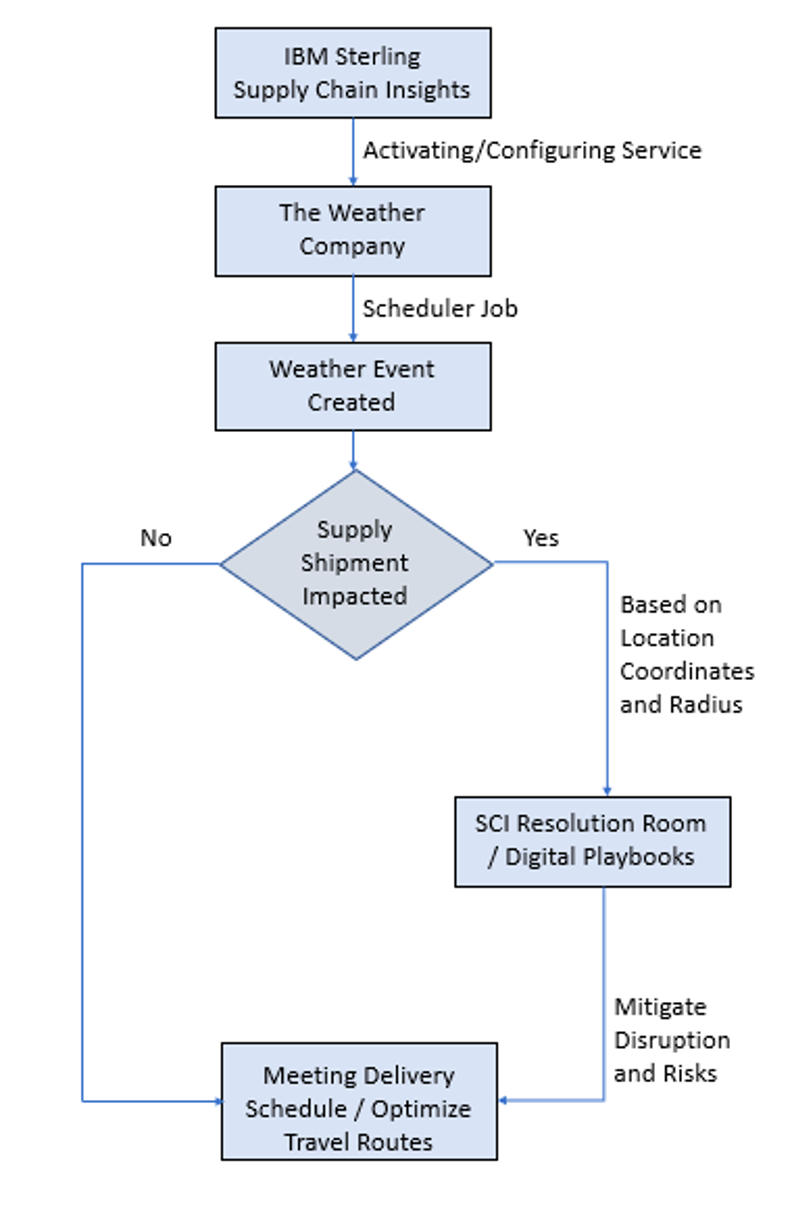 IBM Sterling
Supply Chain Insights
Activating/Configuring Service
The Weather
Company
Scheduler Job
Weather Event
Created
No
Supply
Shipment
Impacted
Yes
Based on
Location
Coordinates
and Radius
SCI Resolution Room
/ Digital Playbooks
Mitigate
Disruption
and Risks
Meeting Delivery
Schedule / Optimize
Travel Routes